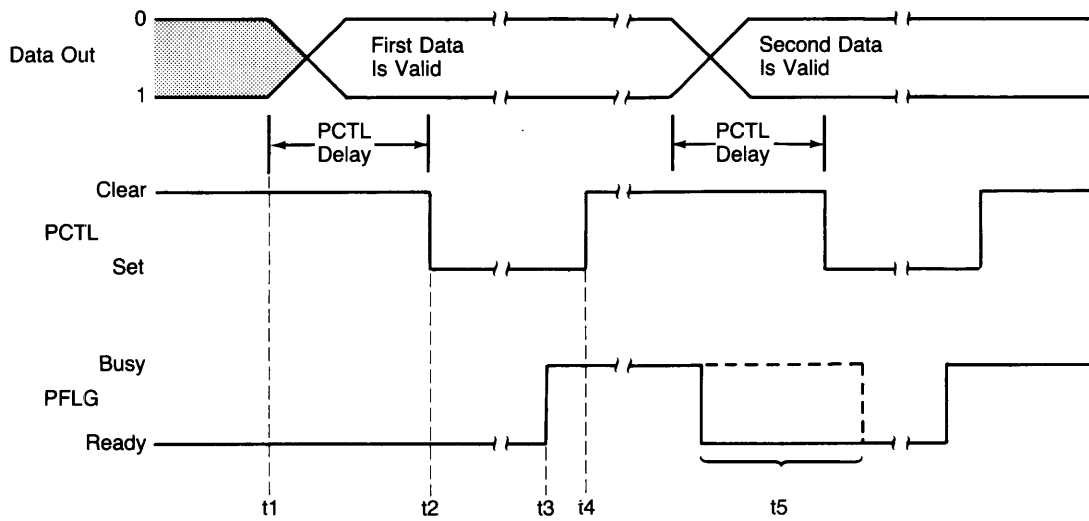 0
Data Out
1
First Data
Is Valid
Second Data
Is Valid
PCTL
Delay
PCTL
Delay
Clear
PCTL
Set
Busy
PFLG
Ready
t1
t2
t3
t4
t5